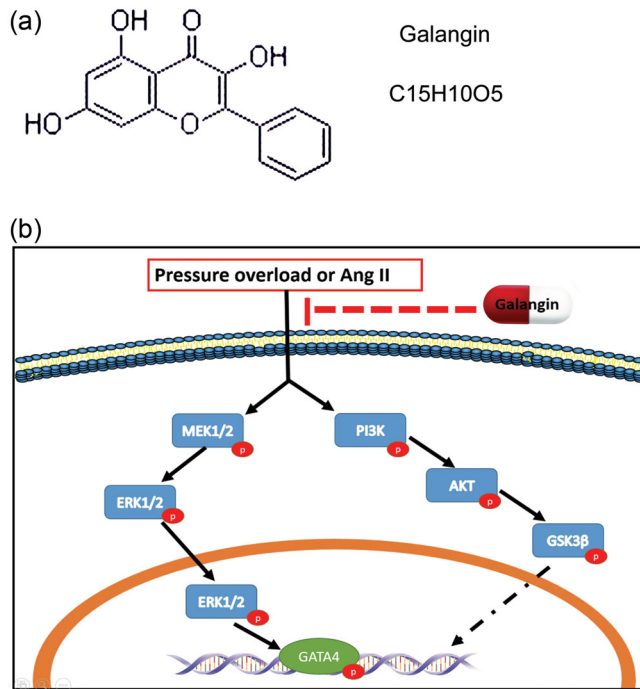 (a)
OH
O
OH
HO
O
Galangin
C15H10O5
(b)
Pressure overload or Ang II
Galangin
MEK1/2
p
PI3K
p
ERK1/2
p
AKT
p
GSK3β
p
ERK1/2
p
GATA4
p